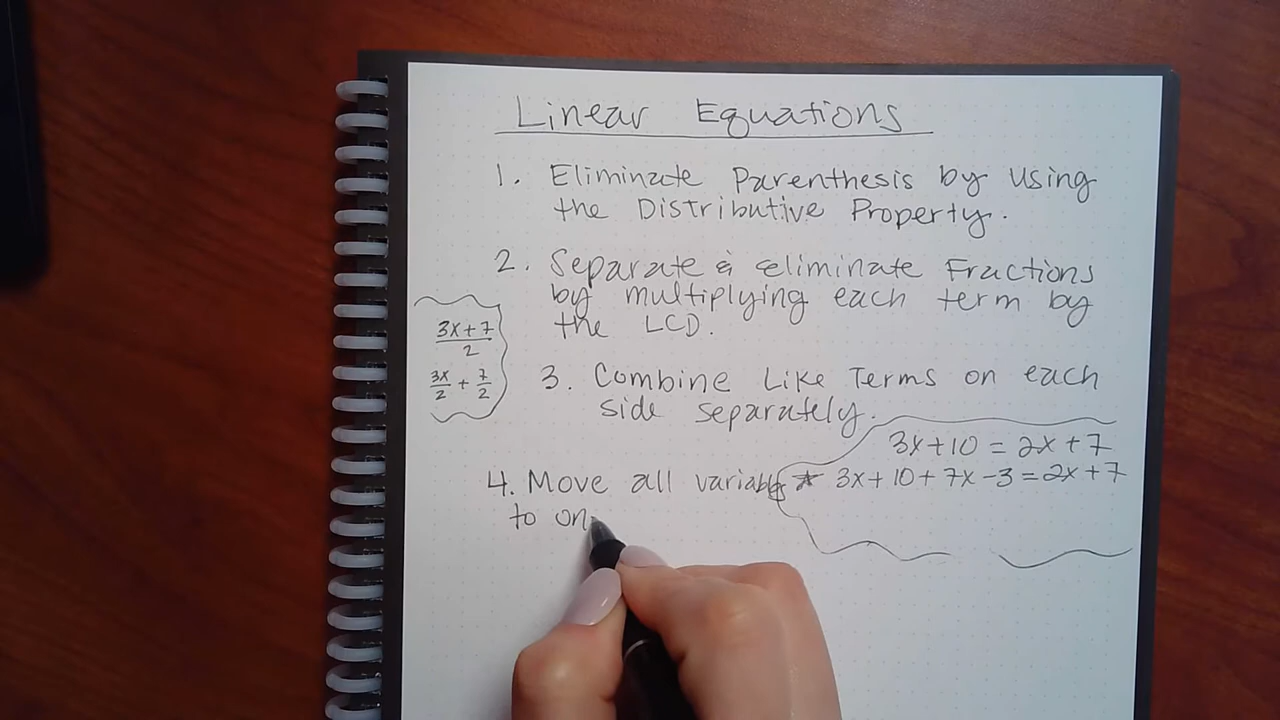 Linear Equations
1. Eliminate Parenthesis by using
the Distributive Property.
2. Separate & eliminate Fractions
by multiplying each term by
the LCD.
3x+7
2
3x/2 + 7/2
3. Combine Like Terms on each
side separately.
3x+10 = 2x+7
* 3x+10+7x-3=2x+7
4. Move all variables
to on